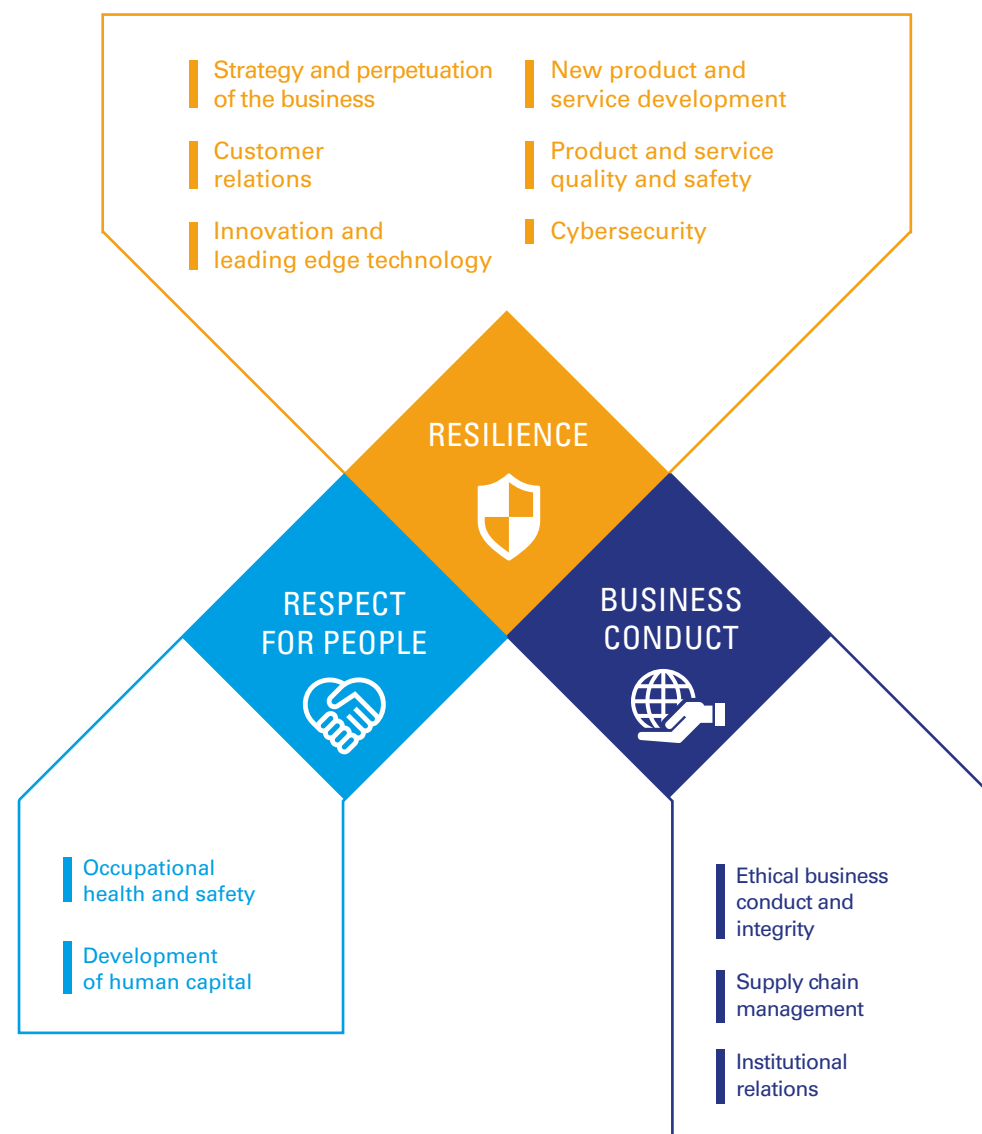 Strategy and perpetuation
of the business
Customer
relations
Innovation and
leading edge technology
New product and
service development
Product and service
quality and safety
Cybersecurity
RESILIENCE
RESPECT
FOR PEOPLE
BUSINESS
CONDUCT
Occupational
health and safety
Development
of human capital
Ethical business
conduct and
integrity
Supply chain
management
Institutional
relations